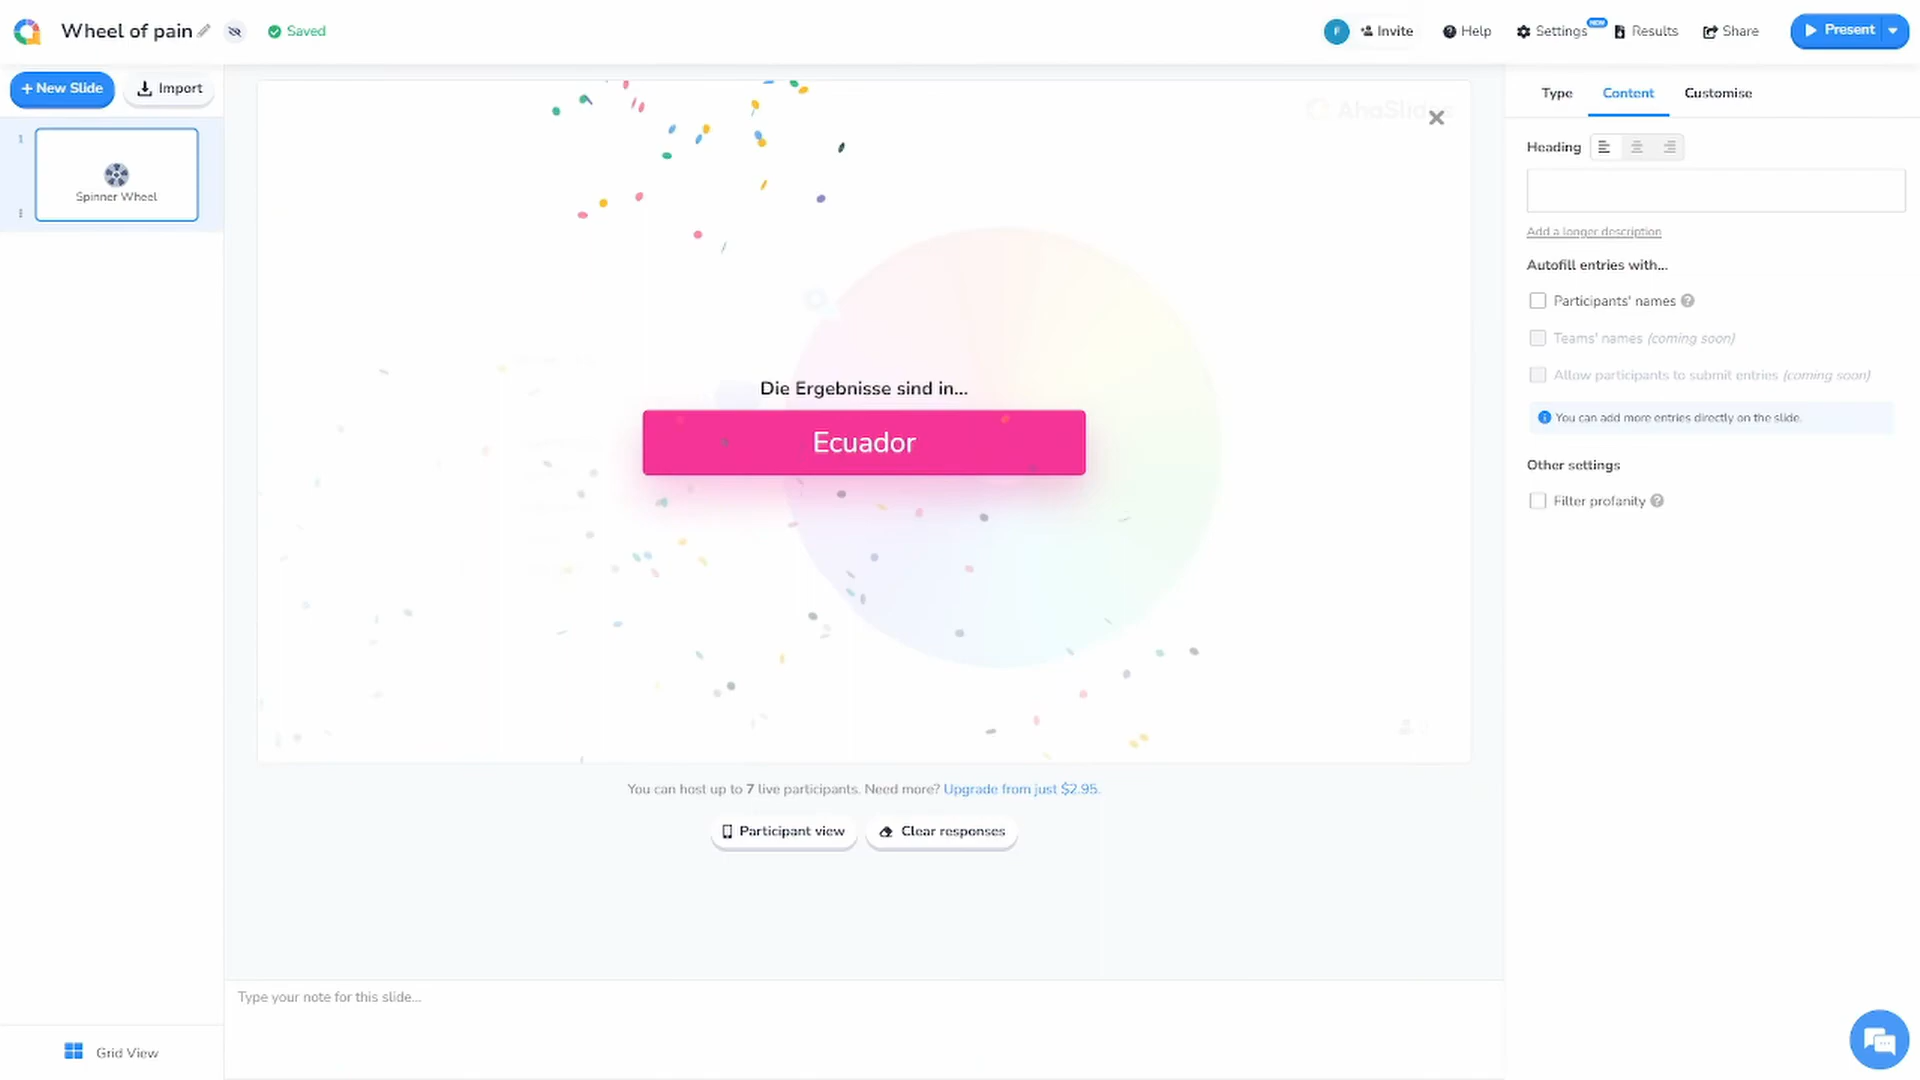 Wheel of pain
Saved
F
Invite
Help
Settings
NEW
Results
Share
Present
+ New Slide
Import
1
Spinner Wheel
AhaSlides
Die Ergebnisse sind in...
Ecuador
You can host up to 7 live participants. Need more? Upgrade from just $2.95.
Participant view
Clear responses
Type your note for this slide...
Grid View
Type
Content
Customise
Heading
Add a longer description
Autofill entries with...
Participants' names
Teams' names (coming soon)
Allow participants to submit entries (coming soon)
You can add more entries directly on the slide.
Other settings
Filter profanity